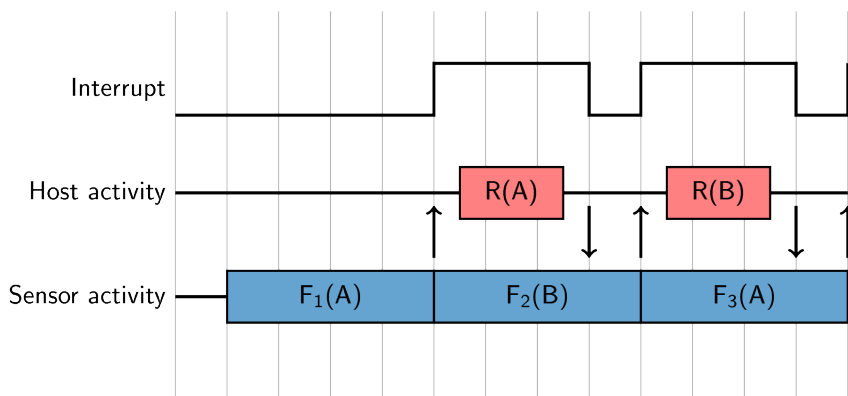 Interrupt
Host activity R(A) R(B)
Sensor activity F₁(A) F₂(B) F₃(A)